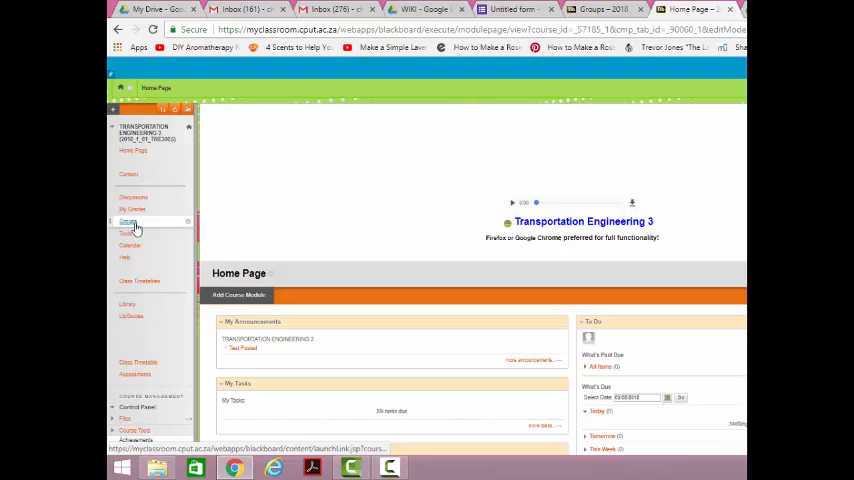 My Drive - Goo
Inbox (161) - ct
Inbox (276) - c
WIKI - Google
Untitled form -
Groups – 2018
Home Page –
Secure
https://myclassroom.cput.ac.za/webapps/blackboard/execute/modulepage/view?course_id=_57185_1&cmp_tab_id=_90060_1&editMode
Apps
DIY Aromatherapy
4 Scents to Help You
Make a Simple Lave
How to Make a Rose
How to Make a Rose
Trevor Jones "The
Make
Home Page
TRANSPORTATION
ENGINEERING 3
Home Page
Content
Discussions
My Grades
Groups
Tools
Calendar
Help
Class Timetables
Library
LibGuides
Class Timetable
Assessments
COURSE MANAGEMENT
Control Panel
Files
Course Tools
Achievements
0:00
Transportation Engineering 3
Firefox or Google Chrome preferred for full functionality!
Home Page
Add Course Module
My Announcements
TRANSPORTATION ENGINEERING 3
Test Posted
more announcements...
My Tasks
My Tasks:
No tasks due.
more tasks...
To Do
What's Past Due
All Items (0)
What's Due
Select Date: 03/05/2018 Go
Today (0)
Tomorrow (0)
This Week (0)
https://myclassroom.cput.ac.za/webapps/blackboard/content/launchLink.jsp?cours...